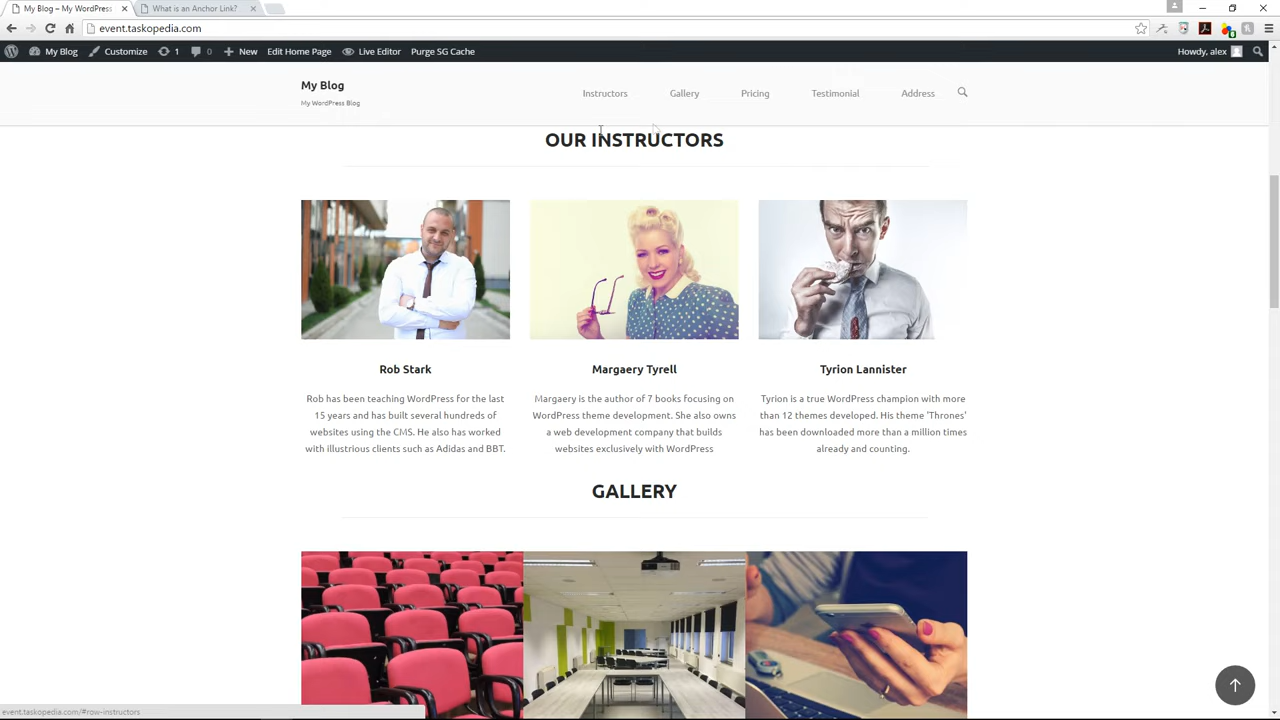 My Blog – My WordPress
What is an Anchor Link?
event.taskopedia.com
My Blog
Customize
1
0
New
Edit Home Page
Live Editor
Purge SG Cache
Howdy, alex
My Blog
My WordPress Blog
Instructors
Gallery
Pricing
Testimonial
Address
OUR INSTRUCTORS
Rob Stark
Rob has been teaching WordPress for the last
15 years and has built several hundreds of
websites using the CMS. He also has worked
with illustrious clients such as Adidas and BBT.
Margaery Tyrell
Margaery is the author of 7 books focusing on
WordPress theme development. She also owns
a web development company that builds
websites exclusively with WordPress
Tyrion Lannister
Tyrion is a true WordPress champion with more
than 12 themes developed. His theme 'Thrones'
has been downloaded more than a million times
already and counting.
GALLERY
event.taskopedia.com/#row-instructors